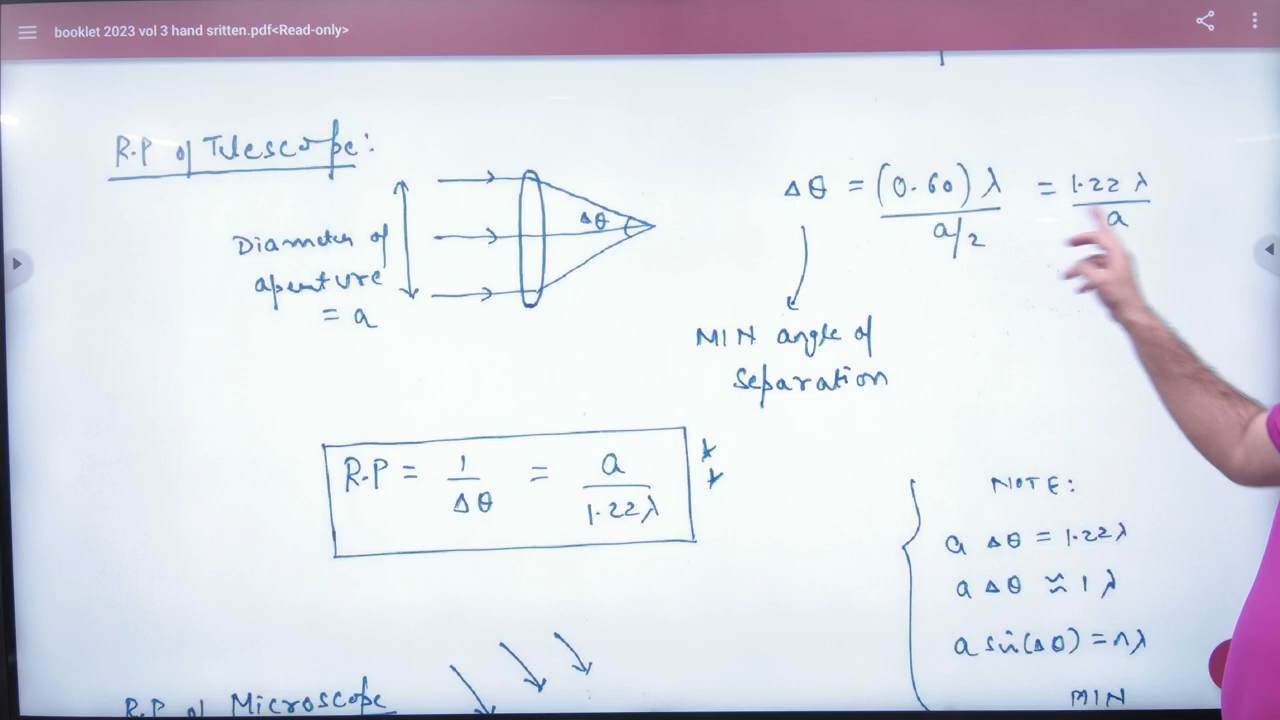 booklet 2023 vol 3 hand sritten.pdf<Read-only>
R.P of Telescope:
Diameter of
aperture
= a
Δθ
Δθ = (0.60) λ / a/2 = 1.22 λ / a
MIN angle of
separation
R.P = 1 / Δθ = a / 1.22λ
NOTE:
a Δθ = 1.22λ
a Δθ ≈ 1 λ
a sin(Δθ) = nλ
MIN
R.P of Microscope